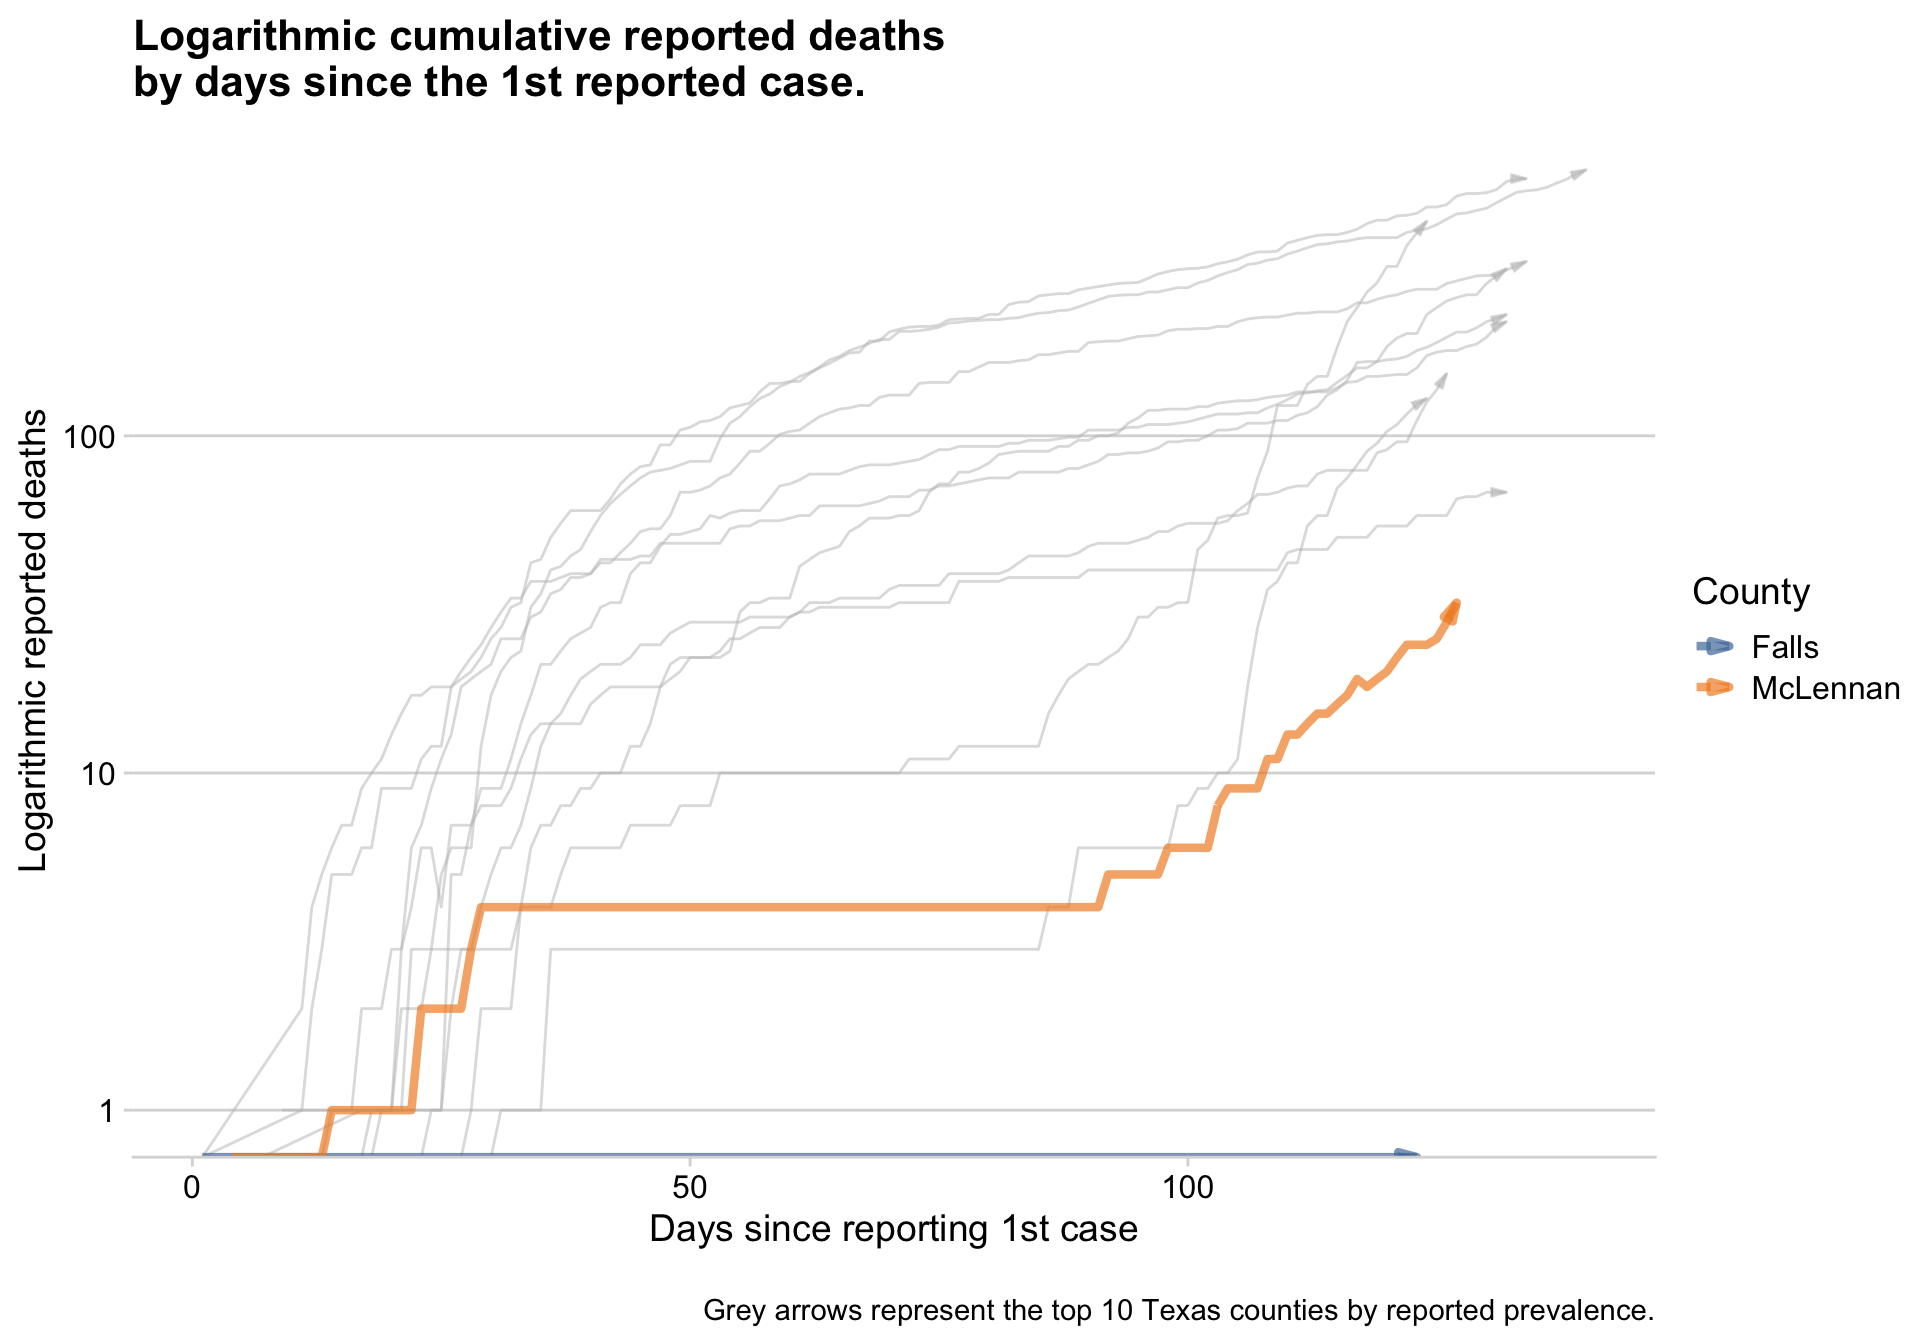 Logarithmic cumulative reported deaths
by days since the 1st reported case.
Logarithmic reported deaths
100
10
1
0
50
100
Days since reporting 1st case
County
Falls
McLennan
Grey arrows represent the top 10 Texas counties by reported prevalence.